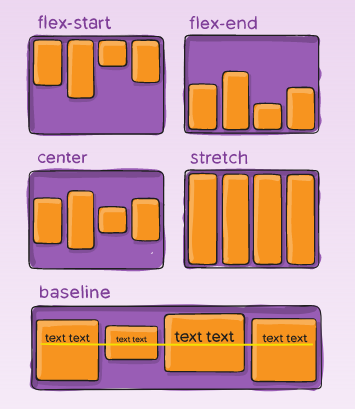 flex-start
flex-end
center
stretch
baseline
text text
text text
text text
text text